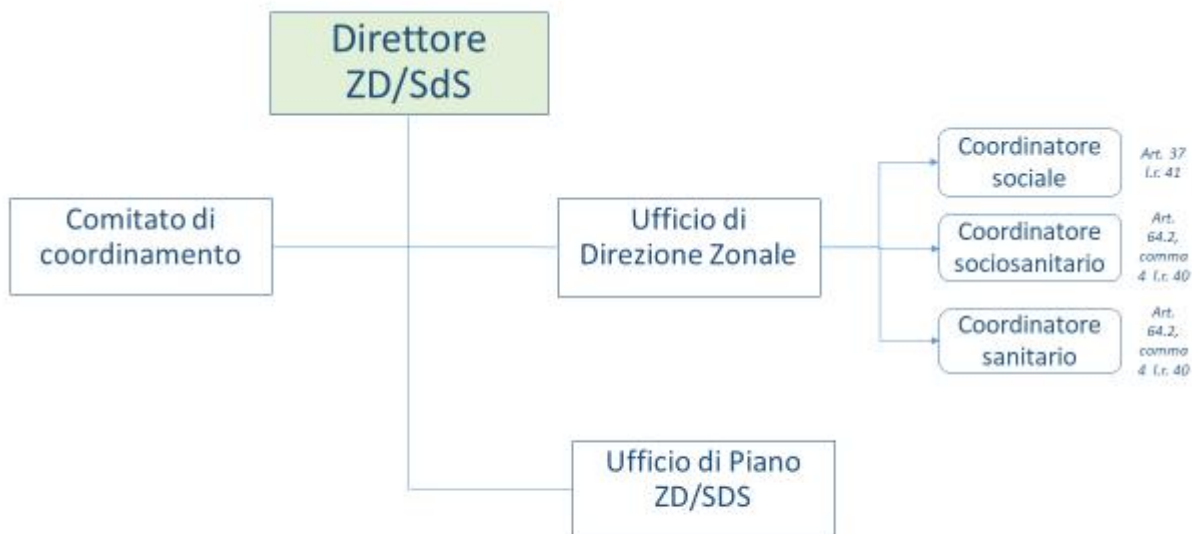 Direttore
ZD/SdS
Comitato di
coordinamento
Ufficio di
Direzione Zonale
Coordinatore
sociale
Art. 37
l.r. 41
Coordinatore
sociosanitario
Art.
64.2,
comma
4 l.r. 40
Coordinatore
sanitario
Art.
64.2,
comma
4 l.r. 40
Ufficio di Piano
ZD/SDS